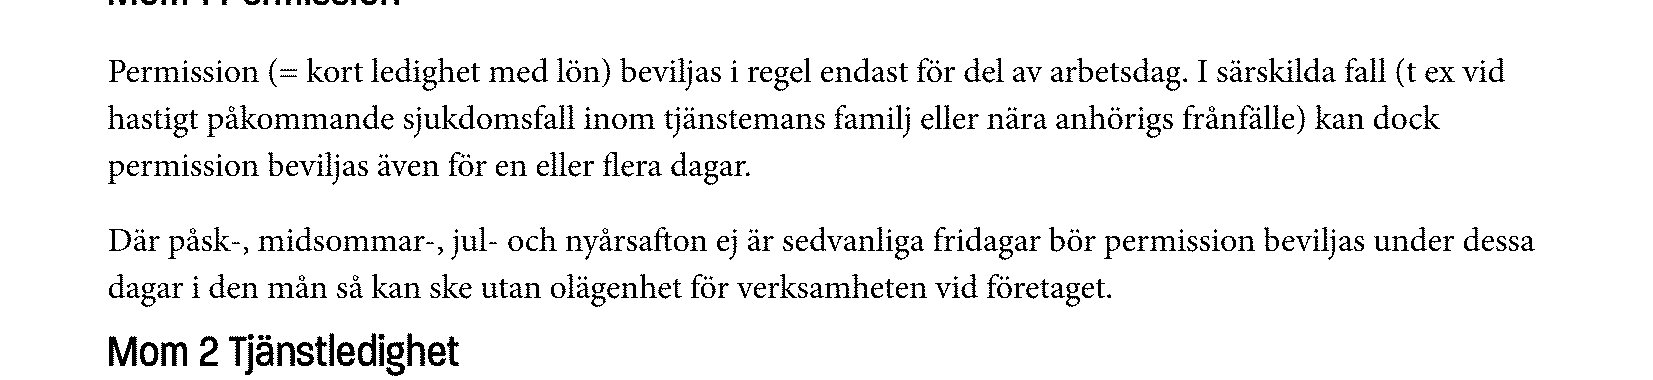 Mom 1 Permission
Permission (= kort ledighet med lön) beviljas i regel endast för del av arbetsdag. I särskilda fall (t ex vid
hastigt påkommande sjukdomsfall inom tjänstemans familj eller nära anhörigs frånfälle) kan dock
permission beviljas även för en eller flera dagar.
Där påsk-, midsommar-, jul- och nyårsafton ej är sedvanliga fridagar bör permission beviljas under dessa
dagar i den mån så kan ske utan olägenhet för verksamheten vid företaget.
Mom 2 Tjänstledighet